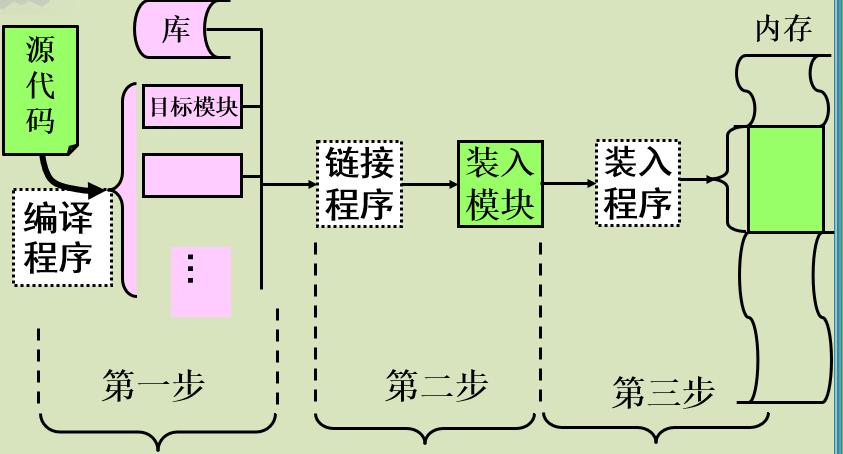 源
代
码
库
目标模块
⋮
编译
程序
链接
程序
装入
模块
装入
程序
内存
第一步
第二步
第三步